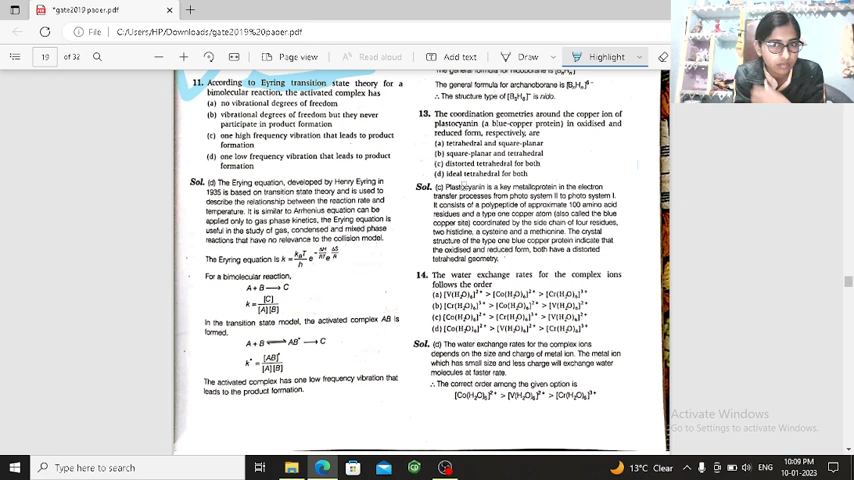 *gate2019 paoer.pdf
File
C:/Users/HP/Downloads/gate2019%20paoer.pdf
19
of 32
Page view
Read aloud
Add text
Draw
Highlight
11. According to Eyring transition state theory for a
bimolecular reaction, the activated complex has
(a) no vibrational degrees of freedom
(b) vibrational degrees of freedom but they never
participate in product formation
(c) one high frequency vibration that leads to product
formation
(d) one low frequency vibration that leads to product
formation
Sol. (d) The Erying equation, developed by Henry Eyring in
1935 is based on transition state theory and is used to
describe the relationship between the reaction rate and
temperature. It is similar to Arrhenius equation can be
applied only to gas phase kinetics, the Erying equation is
useful in the study of gas, condensed and mixed phase
reactions that have no relevance to the collision model.
The Erying equation is k = kBT/h e^-ΔH/RT e^ΔS/R
For a bimolecular reaction,
A + B ⟶ C
k = [C]/[A][B]
In the transition state model, the activated complex AB is
formed.
A + B ⇌ AB* ⟶ C
k* = [AB]*/[A][B]
The activated complex has one low frequency vibration that
leads to the product formation.
The general formula for archanoborane is [BnHn]6−
∴ The structure type of [B5H8]− is nido.
13. The coordination geometries around the copper ion of
plastocyanin (a blue-copper protein) in oxidised and
reduced form, respectively, are
(a) tetrahedral and square-planar
(b) square-planar and tetrahedral
(c) distorted tetrahedral for both
(d) ideal tetrahedral for both
Sol. (c) Plastocyanin is a key metalloprotein in the electron
transfer processes from photo system II to photo system I.
It consists of a polypeptide of approximate 100 amino acid
residues and a type one copper atom (also called the blue
copper site) coordinated by the side chain of four residues,
two histidine, a cysteine and a methionine. The crystal
structure of the type one blue copper protein indicate that
the oxidised and reduced form, both have a distorted
tetrahedral geometry.
14. The water exchange rates for the complex ions
follows the order
(a) [V(H2O)6]2+ > [Co(H2O)6]2+ > [Cr(H2O)6]3+
(b) [Cr(H2O)6]3+ > [Co(H2O)6]2+ > [V(H2O)6]2+
(c) [Co(H2O)6]2+ > [Cr(H2O)6]3+ > [V(H2O)6]2+
(d) [Co(H2O)6]2+ > [V(H2O)6]2+ > [Cr(H2O)6]3+
Sol. (d) The water exchange rates for the complex ions
depends on the size and charge of metal ion. The metal ion
which has small size and less charge will exchange water
molecules at faster rate.
∴ The correct order among the given option is
[Co(H2O)6]2+ > [V(H2O)6]2+ > [Cr(H2O)6]3+
Activate Windows
Go to Settings to activate Windows.
Type here to search
13°C Clear
ENG
10:09 PM
10-01-2023